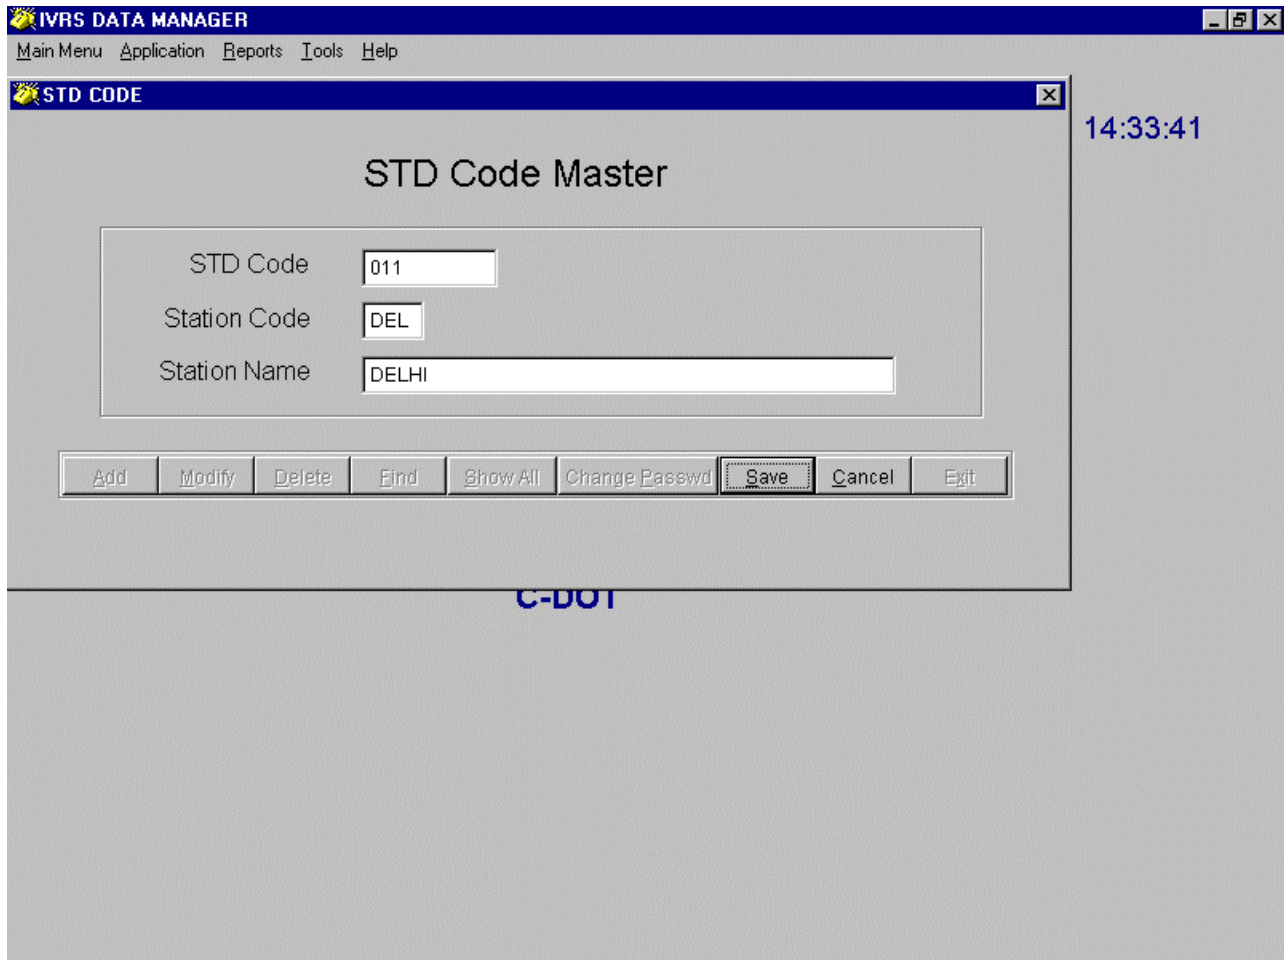 IVRS DATA MANAGER
Main Menu Application Reports Tools Help
STD CODE
14:33:41
STD Code Master
STD Code 011
Station Code DEL
Station Name DELHI
Add Modify Delete Find Show All Change Passwd Save Cancel Exit
C-DOT